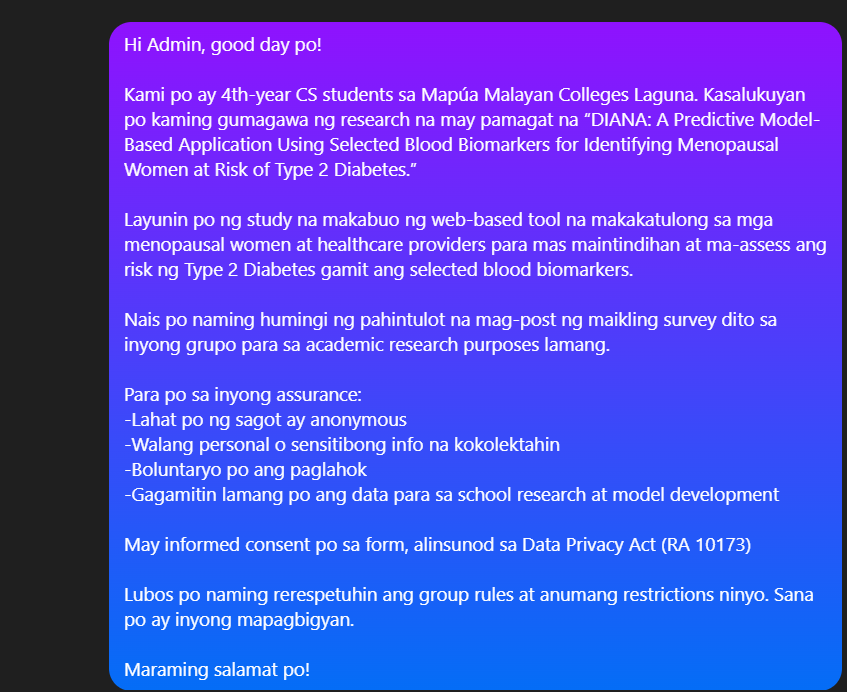 Hi Admin, good day po!
Kami po ay 4th-year CS students sa Mapúa Malayan Colleges Laguna. Kasalukuyan
po kaming gumagawa ng research na may pamagat na “DIANA: A Predictive Model-
Based Application Using Selected Blood Biomarkers for Identifying Menopausal
Women at Risk of Type 2 Diabetes.”
Layunin po ng study na makabuo ng web-based tool na makakatulong sa mga
menopausal women at healthcare providers para mas maintindihan at ma-assess ang
risk ng Type 2 Diabetes gamit ang selected blood biomarkers.
Nais po naming humingi ng pahintulot na mag-post ng maikling survey dito sa
inyong grupo para sa academic research purposes lamang.
Para po sa inyong assurance:
-Lahat po ng sagot ay anonymous
-Walang personal o sensitibong info na kokolektahin
-Boluntaryo po ang paglahok
-Gagamitin lamang po ang data para sa school research at model development
May informed consent po sa form, alinsunod sa Data Privacy Act (RA 10173)
Lubos po naming rerespetuhin ang group rules at anumang restrictions ninyo. Sana
po ay inyong mapagbigyan.
Maraming salamat po!